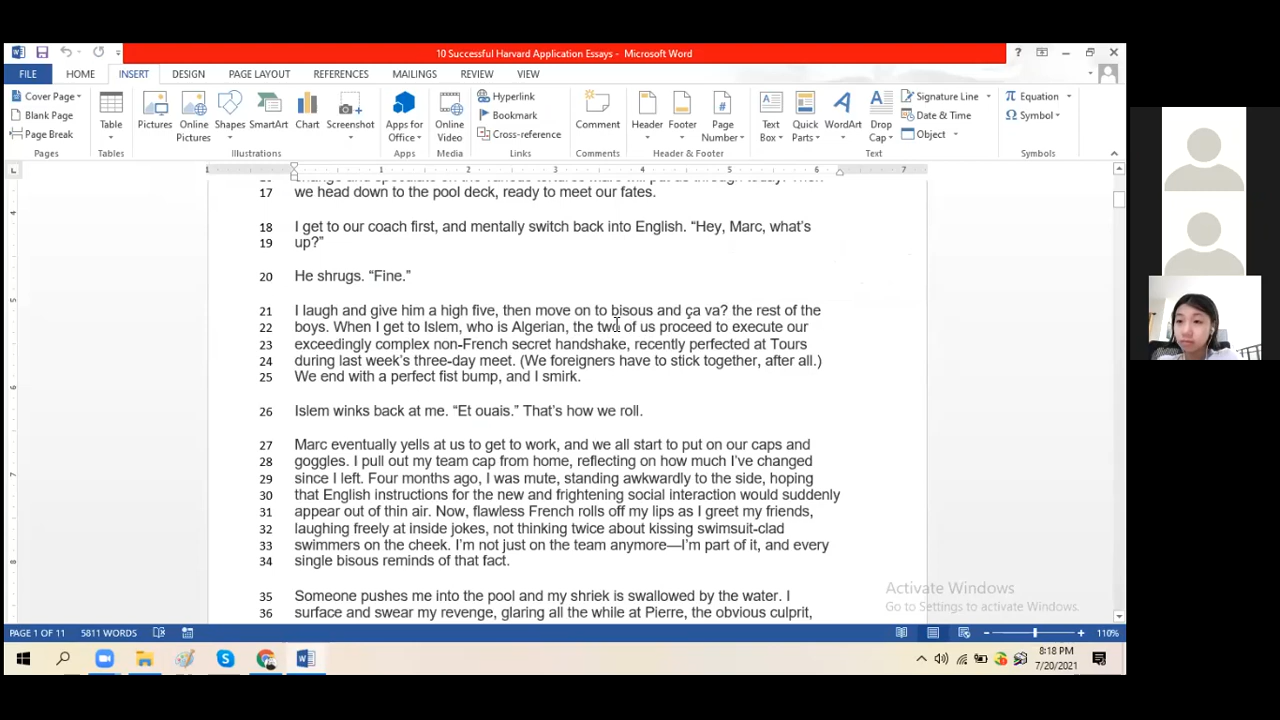 10 Successful Harvard Application Essays - Microsoft Word
?
FILE HOME INSERT DESIGN PAGE LAYOUT REFERENCES MAILINGS REVIEW VIEW
Cover Page
Blank Page
Page Break
Pages
Table
Tables
Pictures
Online Pictures
Shapes
SmartArt
Chart
Screenshot
Illustrations
Apps for Office
Apps
Online Video
Media
Hyperlink
Bookmark
Cross-reference
Links
Comment
Comments
Header
Footer
Page Number
Header & Footer
Text Box
Quick Parts
WordArt
Drop Cap
Signature Line
Date & Time
Object
Text
Equation
Symbol
Symbols
1 1 2 3 4 5 6 7
17 we head down to the pool deck, ready to meet our fates.
18 I get to our coach first, and mentally switch back into English. “Hey, Marc, what’s
19 up?”
20 He shrugs. “Fine.”
21 I laugh and give him a high five, then move on to bisous and ça va? the rest of the
22 boys. When I get to Islem, who is Algerian, the two of us proceed to execute our
23 exceedingly complex non-French secret handshake, recently perfected at Tours
24 during last week’s three-day meet. (We foreigners have to stick together, after all.)
25 We end with a perfect fist bump, and I smirk.
26 Islem winks back at me. “Et ouais.” That’s how we roll.
27 Marc eventually yells at us to get to work, and we all start to put on our caps and
28 goggles. I pull out my team cap from home, reflecting on how much I’ve changed
29 since I left. Four months ago, I was mute, standing awkwardly to the side, hoping
30 that English instructions for the new and frightening social interaction would suddenly
31 appear out of thin air. Now, flawless French rolls off my lips as I greet my friends,
32 laughing freely at inside jokes, not thinking twice about kissing swimsuit-clad
33 swimmers on the cheek. I’m not just on the team anymore—I’m part of it, and every
34 single bisous reminds of that fact.
35 Someone pushes me into the pool and my shriek is swallowed by the water. I
36 surface and swear my revenge, glaring all the while at Pierre, the obvious culprit,
Activate Windows
Go to Settings to activate Windows.
PAGE 1 OF 11 5811 WORDS 110%
8:18 PM
7/20/2021